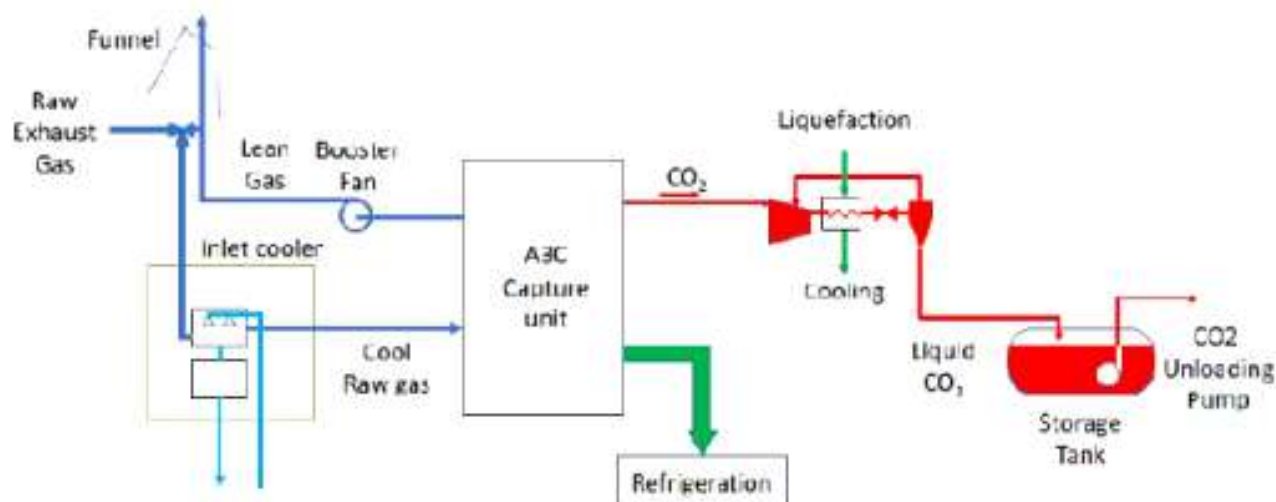 Funnel
Raw
Exhaust
Gas
Lean
Gas
Booster
Fan
Inlet cooler
Cool
Raw gas
A3C
Capture
unit
CO₂
Liquefaction
Cooling
Liquid
CO₂
CO2
Unloading
Pump
Storage
Tank
Refrigeration